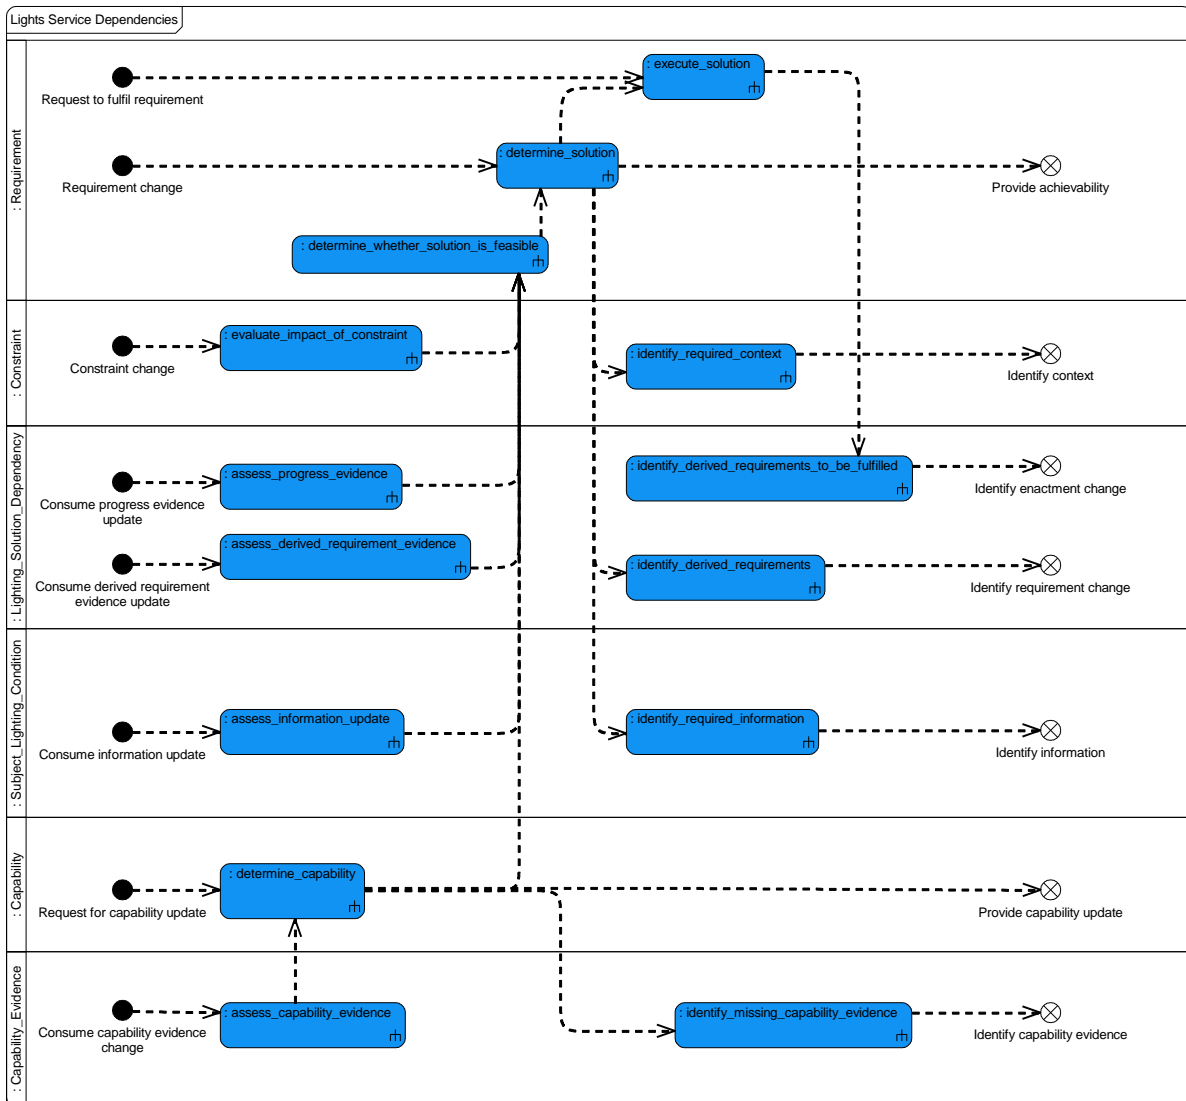 Lights Service Dependencies
: Requirement
Request to fulfil requirement
: execute_solution
Requirement change
: determine_solution
Provide achievability
: determine_whether_solution_is_feasible
: Constraint
Constraint change
: evaluate_impact_of_constraint
: identify_required_context
Identify context
: Lighting_Solution_Dependency
Consume progress evidence
update
: assess_progress_evidence
: identify_derived_requirements_to_be_fulfilled
Identify enactment change
Consume derived requirement
evidence update
: assess_derived_requirement_evidence
: identify_derived_requirements
Identify requirement change
: Subject_Lighting_Condition
Consume information update
: assess_information_update
: identify_required_information
Identify information
: Capability
Request for capability update
: determine_capability
Provide capability update
: Capability_Evidence
Consume capability evidence
change
: assess_capability_evidence
: identify_missing_capability_evidence
Identify capability evidence